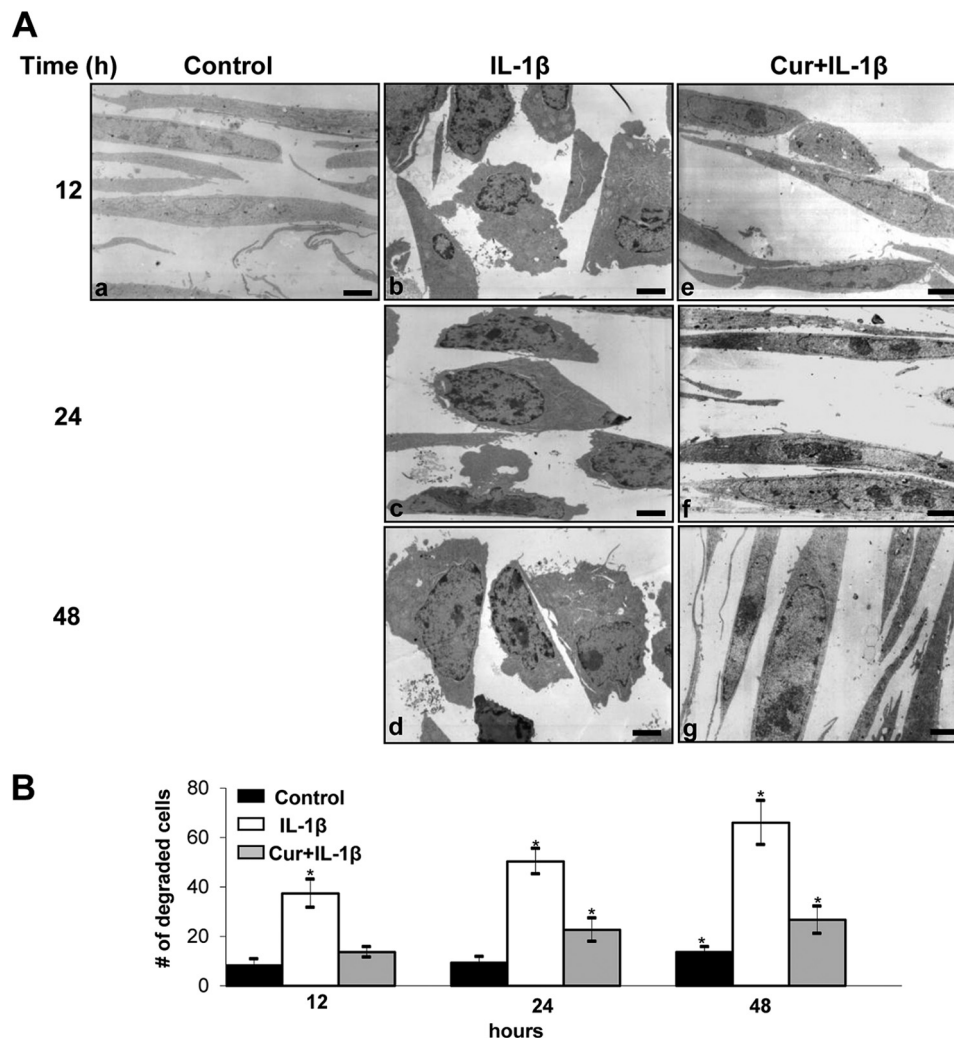 A
Time (h) Control IL-1β Cur+IL-1β
12
a b e
24
c f
48
d g
B
# of degraded cells
80
60
40
20
0
Control
IL-1β
Cur+IL-1β
* * * * * *
12 24 48
hours